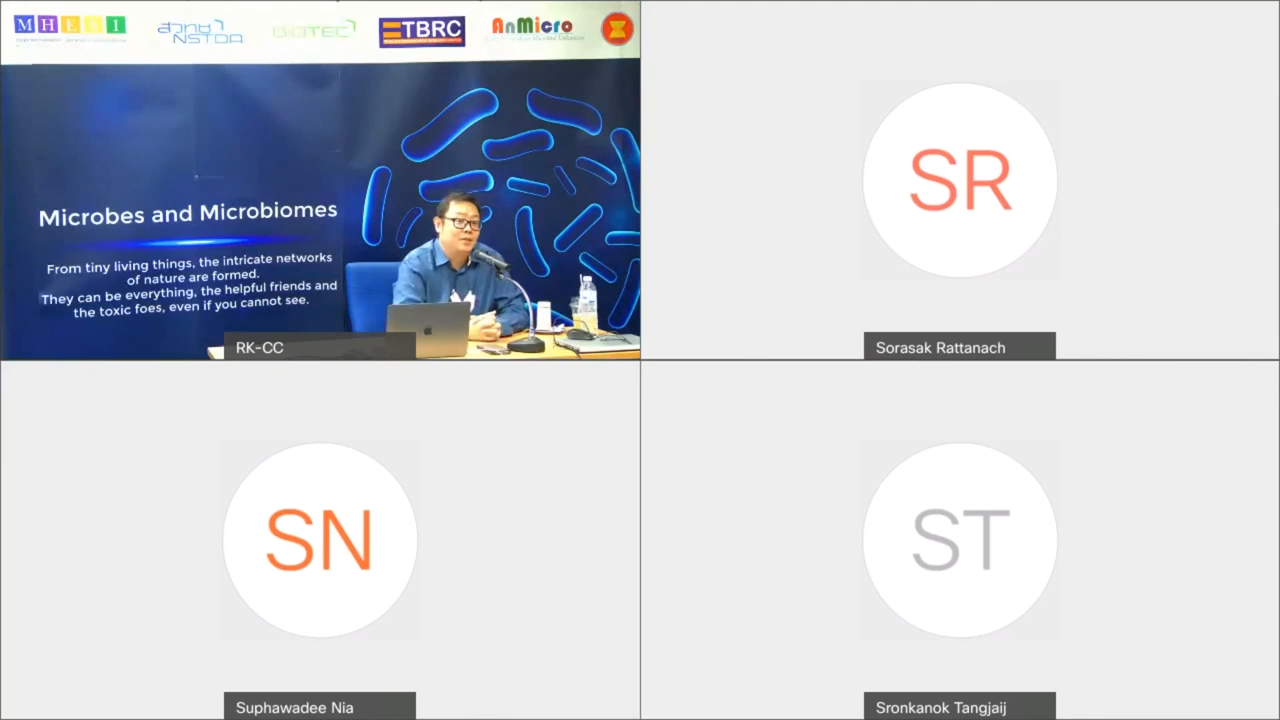 MHESI
สวทช
NSTDA
BIOTEC
TBRC
AnMicro
Microbes and Microbiomes
From tiny living things, the intricate networks
of nature are formed.
They can be everything, the helpful friends and
the toxic foes, even if you cannot see.
RK-CC
SR
Sorasak Rattanach
SN
Suphawadee Nia
ST
Sronkanok Tangjaij